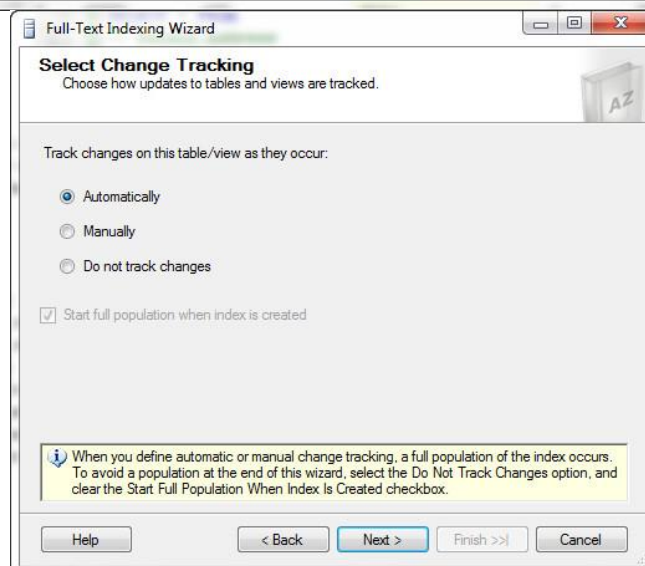 Full-Text Indexing Wizard
Select Change Tracking
Choose how updates to tables and views are tracked.
AZ
Track changes on this table/view as they occur:
Automatically
Manually
Do not track changes
Start full population when index is created
When you define automatic or manual change tracking, a full population of the index occurs.
To avoid a population at the end of this wizard, select the Do Not Track Changes option, and
clear the Start Full Population When Index Is Created checkbox.
Help
< Back
Next >
Finish >>|
Cancel